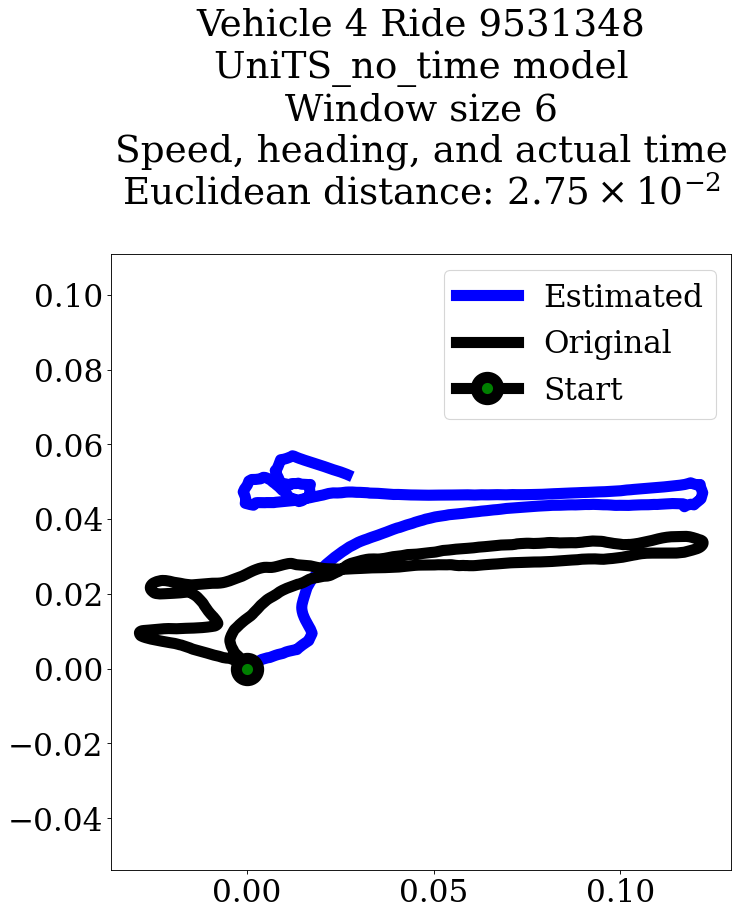 Vehicle 4 Ride 9531348
UniTS_no_time model
Window size 6
Speed, heading, and actual time
Euclidean distance: $2.75 \times 10^{-2}$
Estimated
Original
Start
0.10
0.08
0.06
0.04
0.02
0.00
−0.02
−0.04
0.00 0.05 0.10